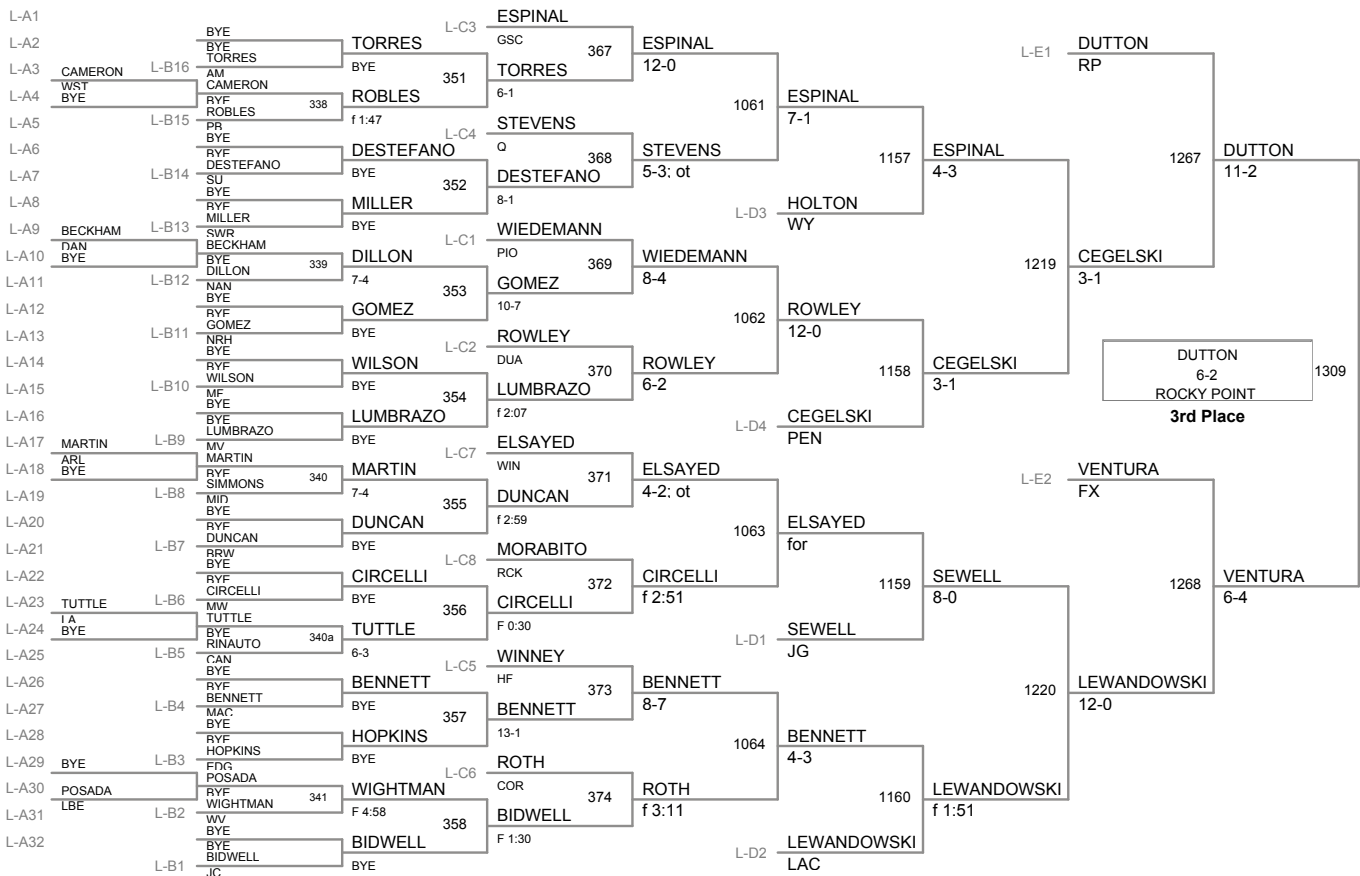 L-A1
L-A2
L-A3
L-A4
L-A5
L-A6
L-A7
L-A8
L-A9
L-A10
L-A11
L-A12
L-A13
L-A14
L-A15
L-A16
L-A17
L-A18
L-A19
L-A20
L-A21
L-A22
L-A23
L-A24
L-A25
L-A26
L-A27
L-A28
L-A29
L-A30
L-A31
L-A32
CAMERON
WST
BYE
BECKHAM
DAN
BYE
MARTIN
ARL
BYE
TUTTLE
LA
BYE
BYE
POSADA
LBE
BYE
BYE
L-B16 TORRES
AM
CAMERON
BYE 338
L-B15 ROBLES
PB
BYE
BYE
L-B14 DESTEFANO
SU
BYE
BYE
L-B13 MILLER
SWR
BECKHAM
BYE 339
L-B12 DILLON
NAN
BYE
BYE
L-B11 GOMEZ
NRH
BYE
BYE
L-B10 WILSON
ME
BYE
BYE
L-B9 LUMBRAZO
MV
MARTIN
BYE 340
L-B8 SIMMONS
MID
BYE
BYE
L-B7 DUNCAN
BRW
BYE
BYE
L-B6 CIRCELLI
MW
TUTTLE
BYE 340a
L-B5 RINAUTO
CAN
BYE
BYE
L-B4 BENNETT
MAC
BYE
BYE
L-B3 HOPKINS
EDG
POSADA
BYE 341
L-B2 WIGHTMAN
WV
BYE
BYE
L-B1 BIDWELL
JC
TORRES
BYE
351
ROBLES
f 1:47
DESTEFANO
BYE
352
MILLER
BYE
DILLON
7-4
353
GOMEZ
BYE
WILSON
BYE
354
LUMBRAZO
BYE
MARTIN
7-4
355
DUNCAN
BYE
CIRCELLI
BYE
356
TUTTLE
6-3
BENNETT
BYE
357
HOPKINS
BYE
WIGHTMAN
F 4:58
358
BIDWELL
BYE
L-C3 ESPINAL
GSC
367
TORRES
6-1
L-C4 STEVENS
Q
368
DESTEFANO
8-1
L-C1 WIEDEMANN
PIO
369
GOMEZ
10-7
L-C2 ROWLEY
DUA
370
LUMBRAZO
f 2:07
L-C7 ELSAYED
WIN
371
DUNCAN
f 2:59
L-C8 MORABITO
RCK
372
CIRCELLI
F 0:30
L-C5 WINNEY
HF
373
BENNETT
13-1
L-C6 ROTH
COR
374
BIDWELL
F 1:30
ESPINAL
12-0
1061
STEVENS
5-3; ot
WIEDEMANN
8-4
1062
ROWLEY
6-2
ELSAYED
4-2; ot
1063
CIRCELLI
f 2:51
BENNETT
8-7
1064
ROTH
f 3:11
ESPINAL
7-1
1157
L-D3 HOLTON
WY
ROWLEY
12-0
1158
L-D4 CEGELSKI
PEN
ELSAYED
for
1159
L-D1 SEWELL
JG
BENNETT
4-3
1160
L-D2 LEWANDOWSKI
LAC
ESPINAL
4-3
1219
CEGELSKI
3-1
SEWELL
8-0
1220
LEWANDOWSKI
f 1:51
L-E1 DUTTON
RP
1267
CEGELSKI
3-1
L-E2 VENTURA
FX
1268
LEWANDOWSKI
12-0
DUTTON
11-2
VENTURA
6-4
DUTTON
6-2
ROCKY POINT
1309
3rd Place